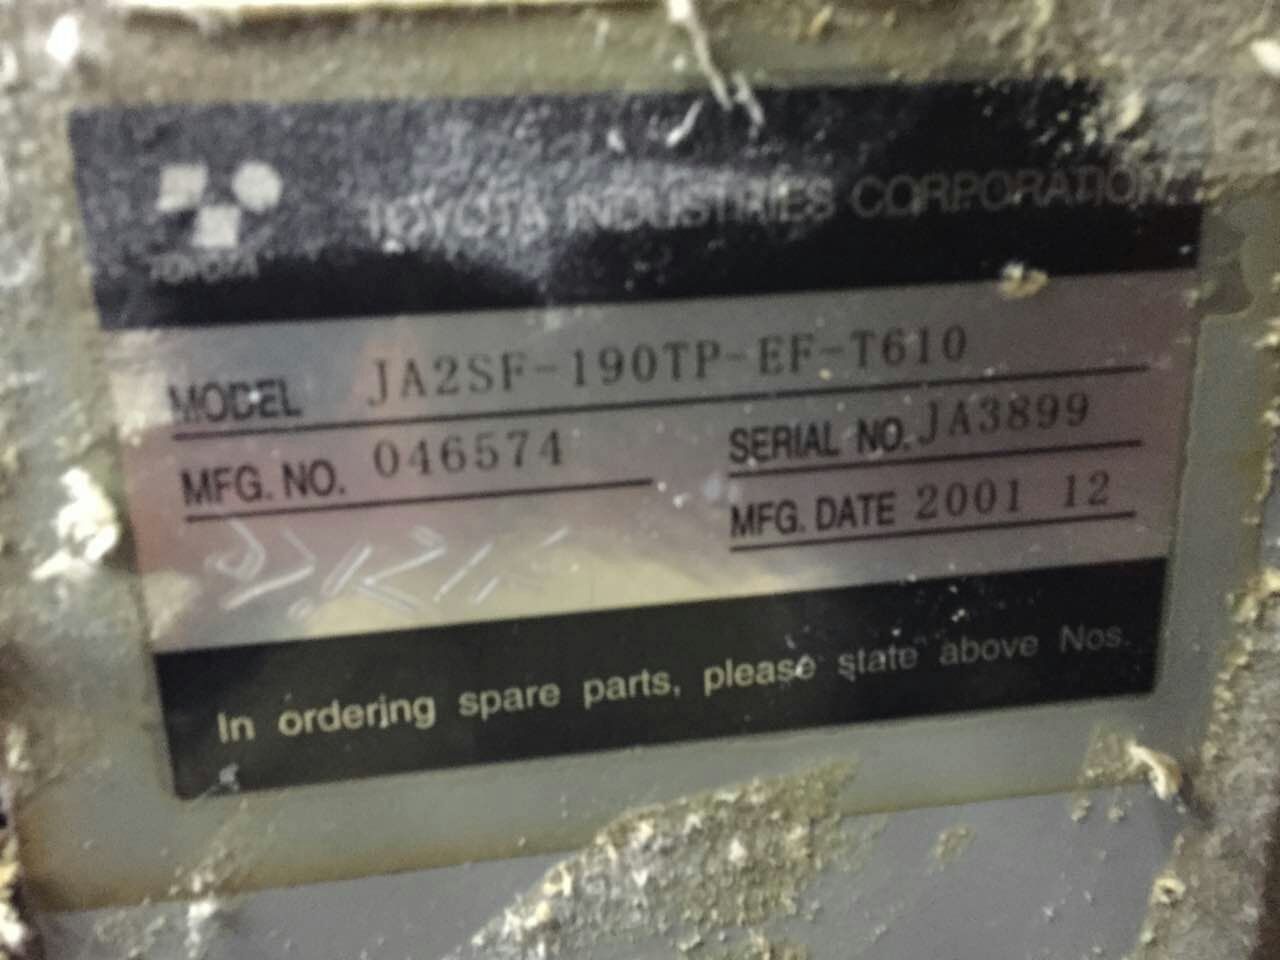 TOYOTA INDUSTRIES CORPORATION
TOYOTA
MODEL JA2SF-190TP-EF-T610
MFG. NO. 046574
SERIAL NO. JA3899
MFG. DATE 2001 12
In ordering spare parts, please state above Nos.